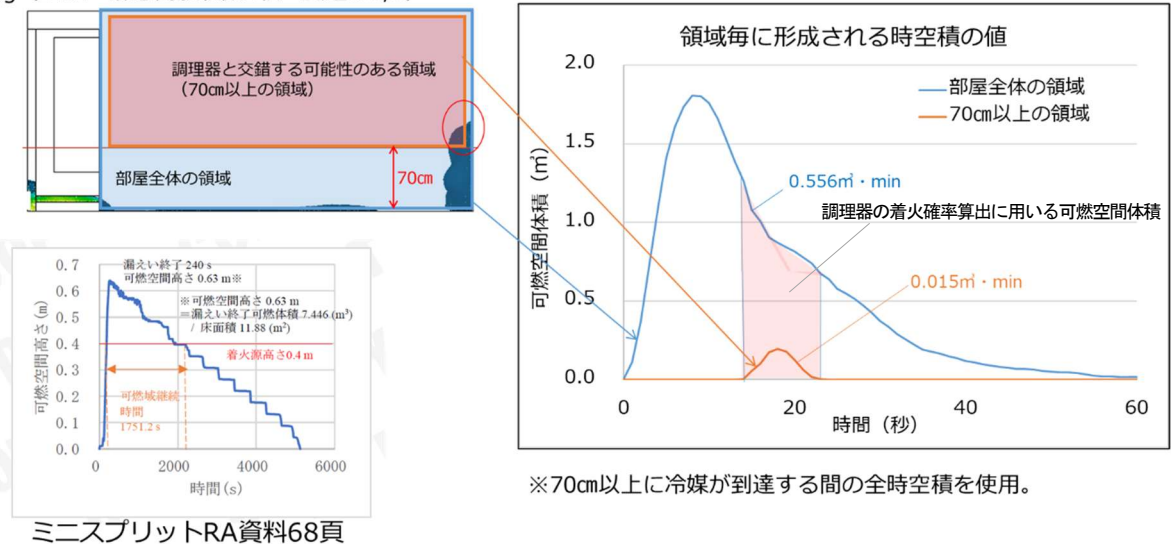 調理器と交錯する可能性のある領域
（70㎝以上の領域）
部屋全体の領域
70㎝
領域毎に形成される時空積の値
可燃空間体積（㎥）
2.0
1.5
1.0
0.5
0.0
部屋全体の領域
70㎝以上の領域
0.556㎥・min
調理器の着火確率算出に用いる可燃空間体積
0.015㎥・min
0
20
40
60
時間（秒）
※70㎝以上に冷媒が到達する間の全時空積を使用。
可燃空間高さ(m)
0.7
0.6
0.5
0.4
0.3
0.2
0.1
0.0
漏えい終了 240 s
可燃空間高さ 0.63 m※
※可燃空間高さ 0.63 m
＝漏えい終了可燃体積 7.446 (m³)
/ 床面積 11.88 (m²)
着火源高さ0.4 m
可燃域継続
時間
1751.2 s
0
2000
4000
6000
時間(s)
ミニスプリットRA資料68頁